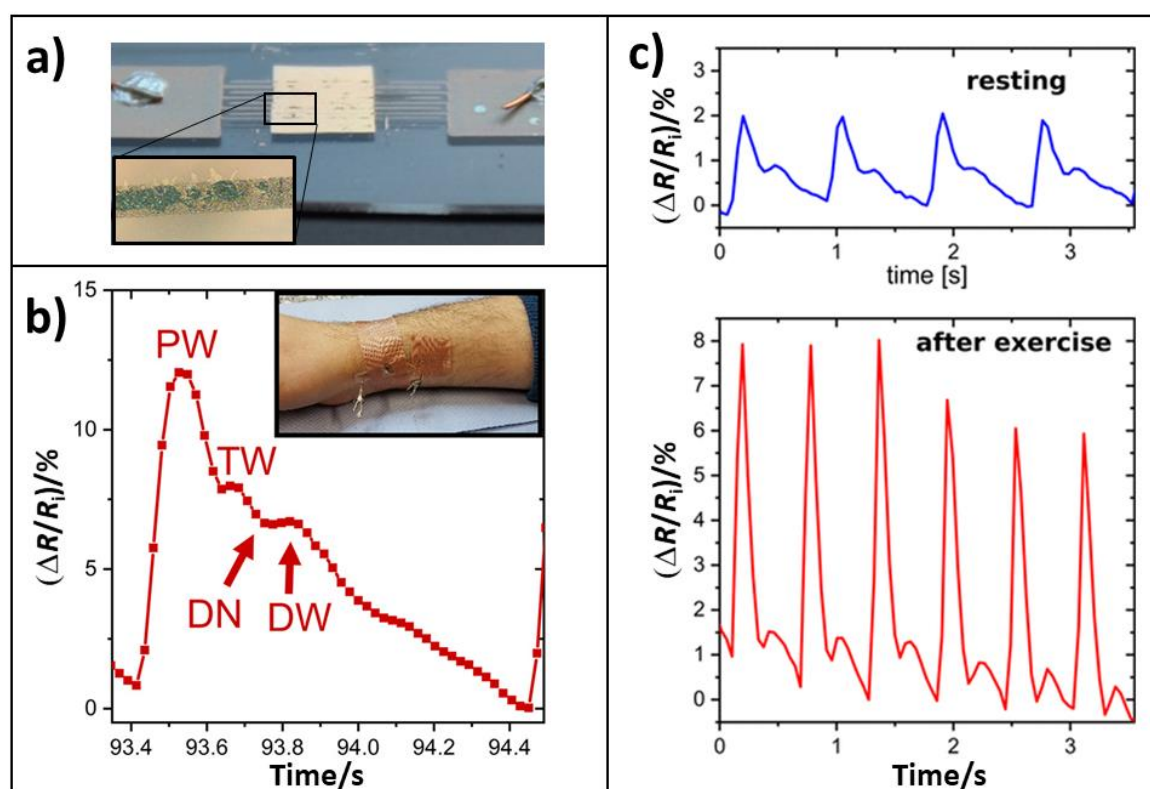 a)
b)
(ΔR/Rᵢ)/%
15
10
5
0
PW
TW
DN
DW
93.4 93.6 93.8 94.0 94.2 94.4
Time/s
c)
(ΔR/Rᵢ)/%
3
2
1
0
resting
0 1 2 3
time [s]
(ΔR/Rᵢ)/%
8
7
6
5
4
3
2
1
0
after exercise
0 1 2 3
Time/s